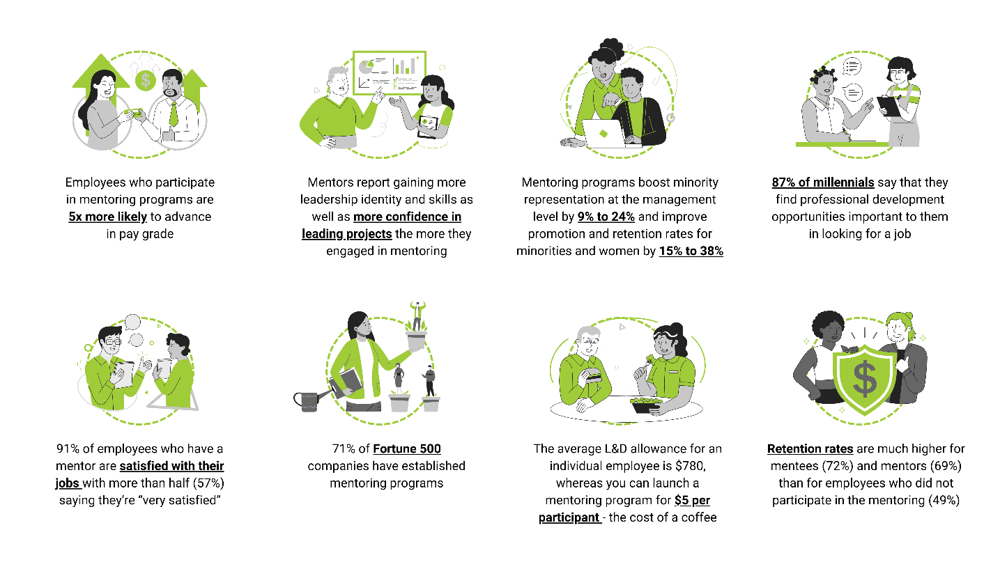 Employees who participate
in mentoring programs are
5x more likely to advance
in pay grade
Mentors report gaining more
leadership identity and skills as
well as more confidence in
leading projects the more they
engaged in mentoring
Mentoring programs boost minority
representation at the management
level by 9% to 24% and improve
promotion and retention rates for
minorities and women by 15% to 38%
87% of millennials say that they
find professional development
opportunities important to them
in looking for a job
91% of employees who have a
mentor are satisfied with their
jobs with more than half (57%)
saying they’re “very satisfied”
71% of Fortune 500
companies have established
mentoring programs
The average L&D allowance for an
individual employee is $780,
whereas you can launch a
mentoring program for $5 per
participant - the cost of a coffee
Retention rates are much higher for
mentees (72%) and mentors (69%)
than for employees who did not
participate in the mentoring (49%)